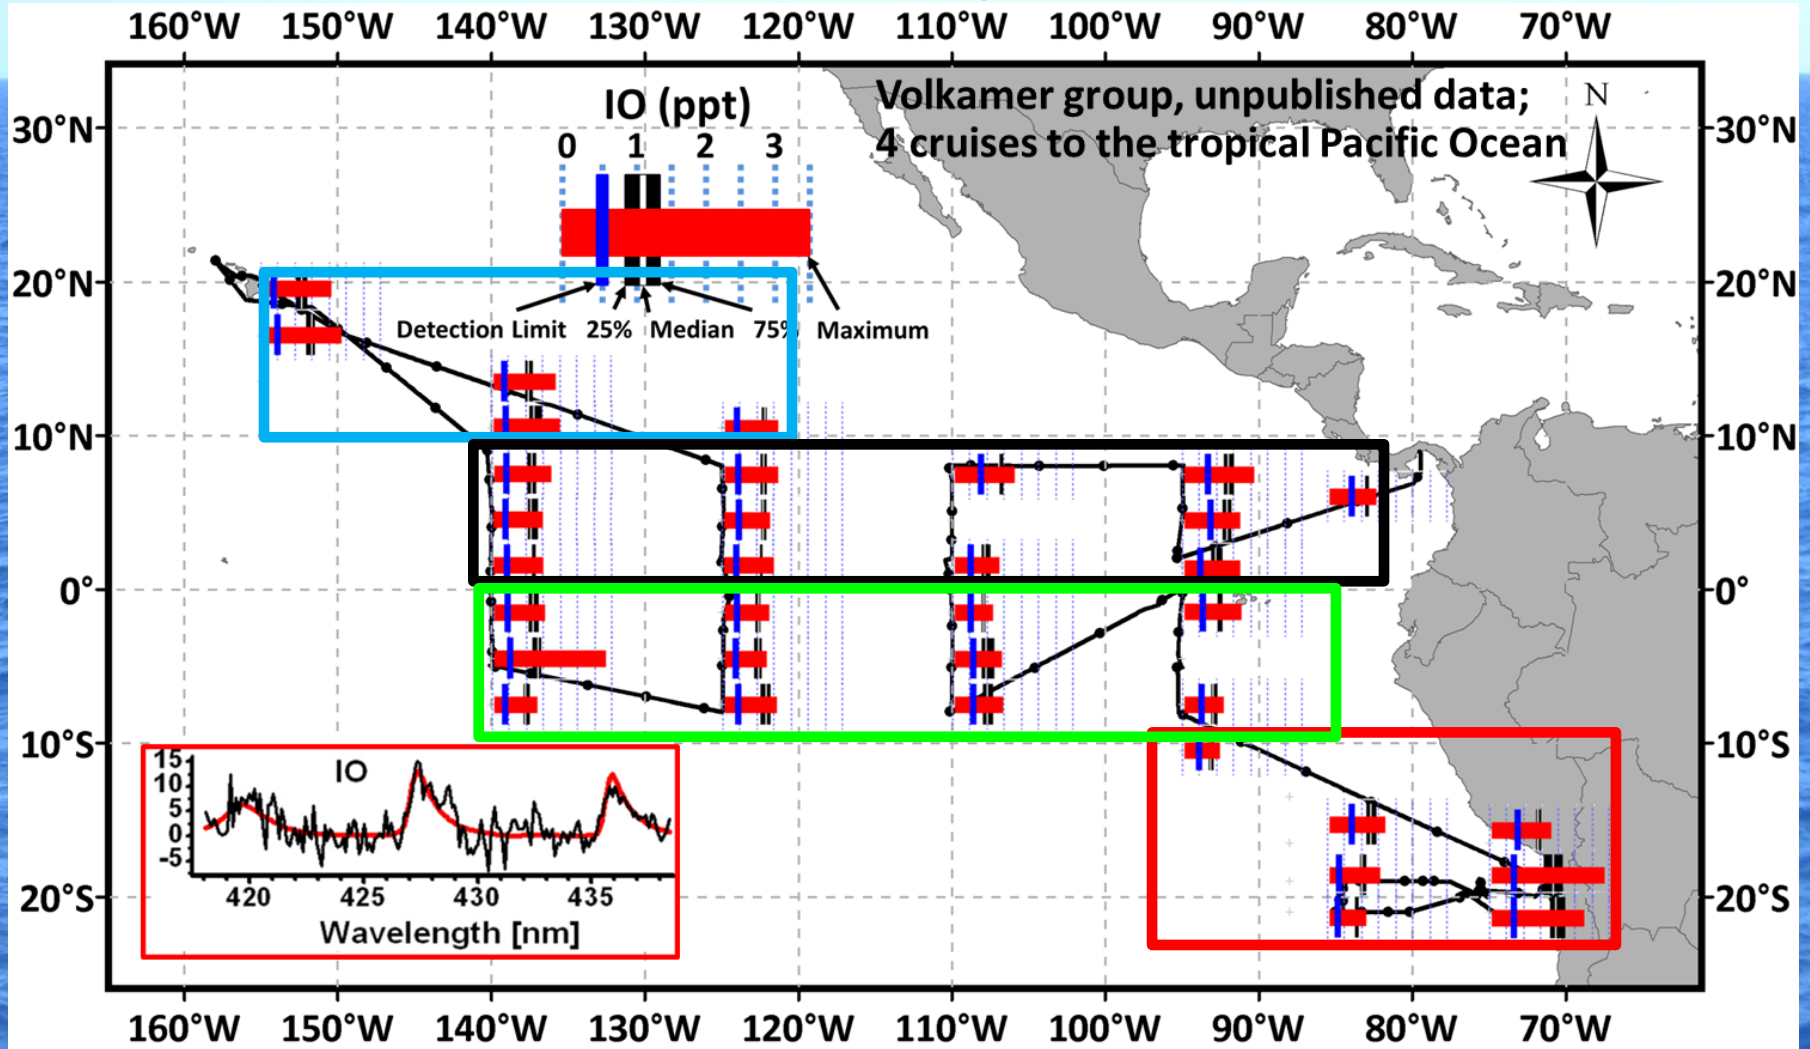 160°W 150°W 140°W 130°W 120°W 110°W 100°W 90°W 80°W 70°W
IO (ppt)
0 1 2 3
Volkamer group, unpublished data;
4 cruises to the tropical Pacific Ocean
N
30°N 30°N
20°N 20°N
Detection Limit 25% Median 75% Maximum
10°N 10°N
0° 0°
10°S 10°S
20°S 20°S
IO
15
10
5
0
-5
420 425 430 435
Wavelength [nm]
160°W 150°W 140°W 130°W 120°W 110°W 100°W 90°W 80°W 70°W